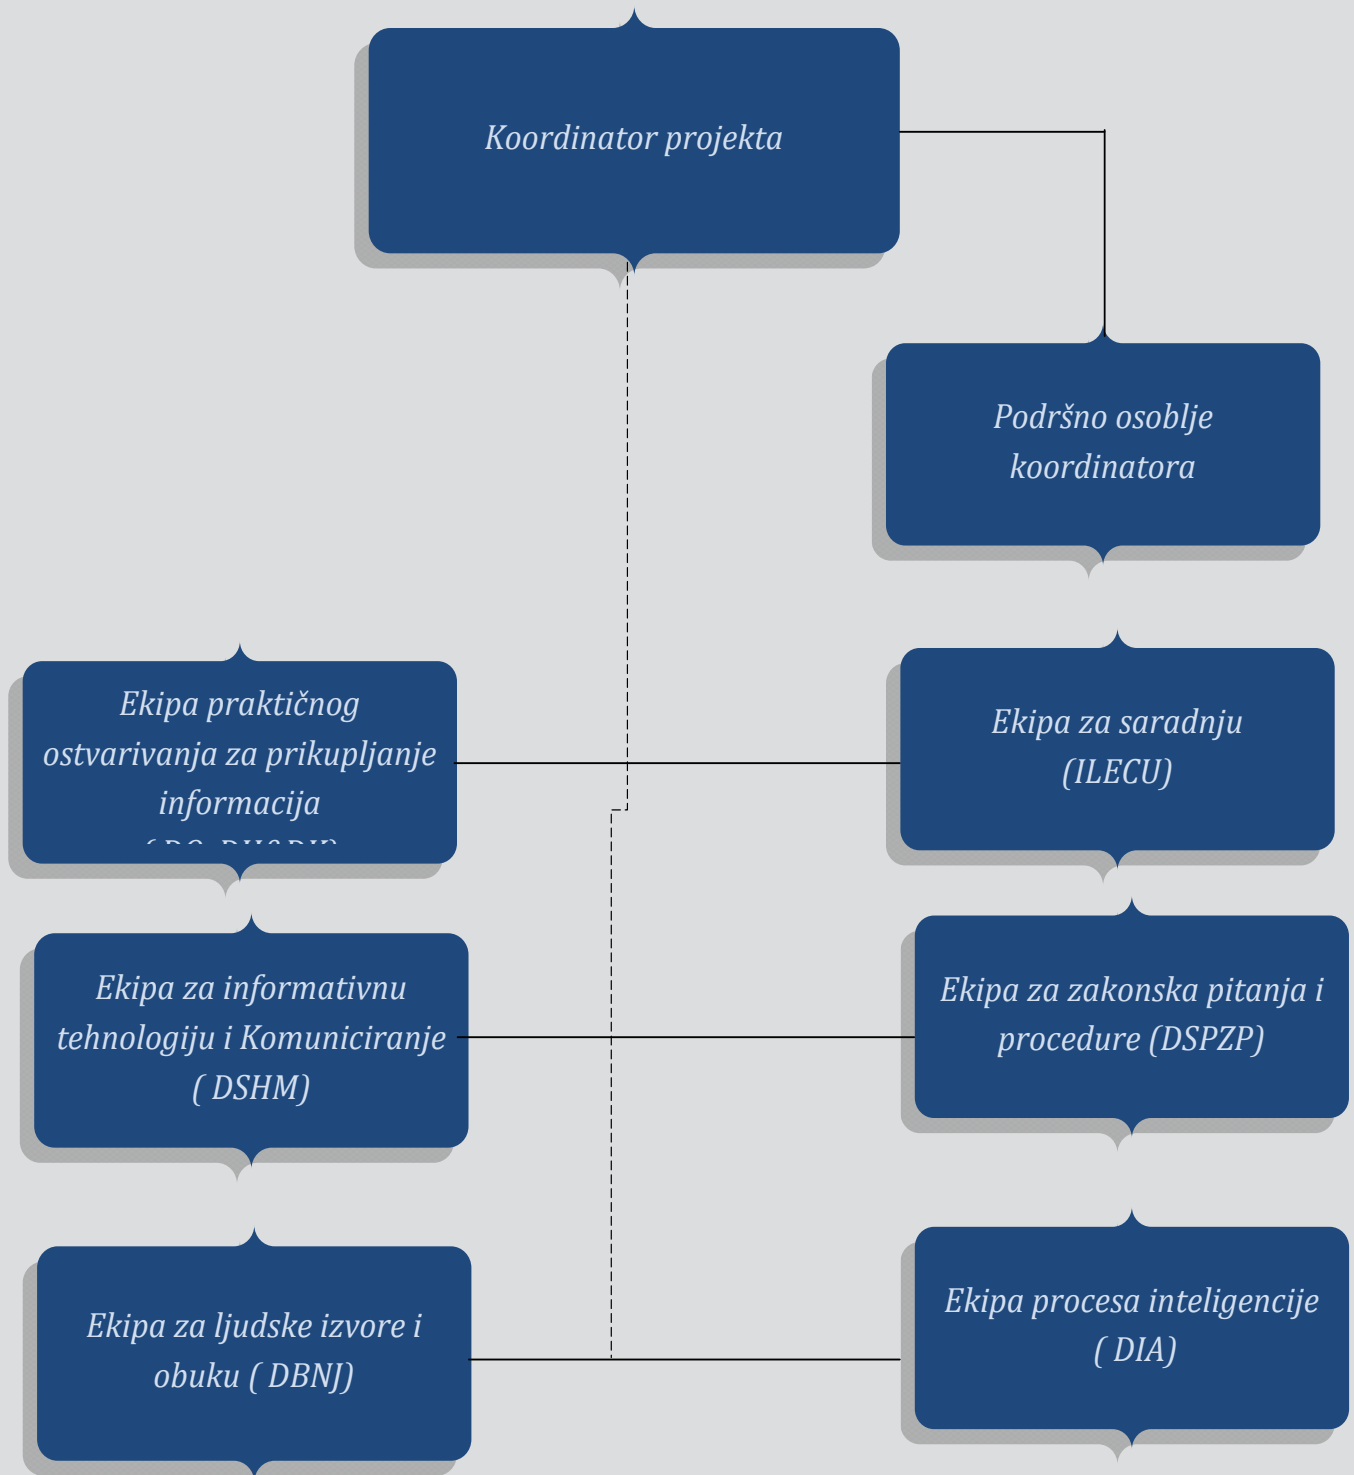 Koordinator projekta
Podršno osoblje
koordinatora
Ekipa praktičnog
ostvarivanja za prikupljanje
informacija
Ekipa za saradnju
(ILECU)
Ekipa za informativnu
tehnologiju i Komuniciranje
( DSHM)
Ekipa za zakonska pitanja i
procedure (DSPZP)
Ekipa za ljudske izvore i
obuku ( DBNJ)
Ekipa procesa inteligencije
( DIA)